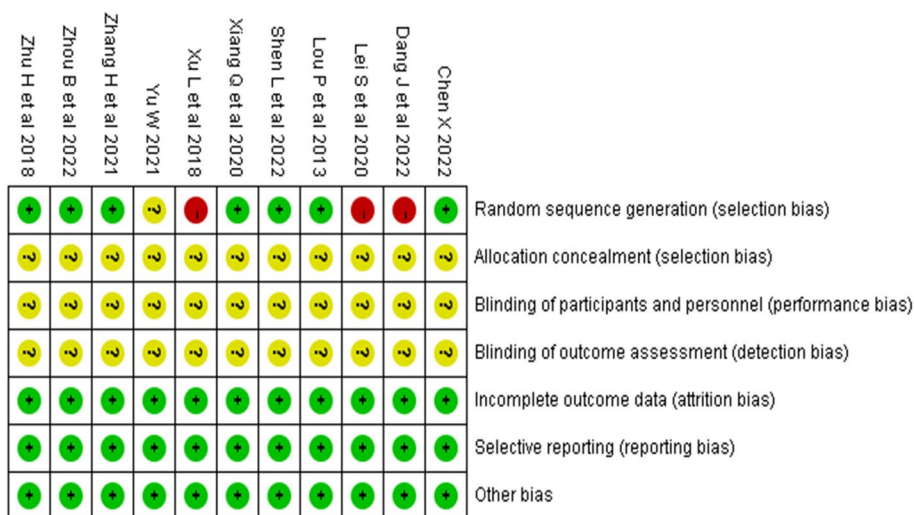 Zhu H et al 2018
Zhou B et al 2022
Zhang H et al 2021
Yu W 2021
Xu L et al 2018
Xiang Q et al 2020
Shen L et al 2022
Lou P et al 2013
Lei S et al 2020
Dang J et al 2022
Chen X 2022
+ + + ? - + + + - - + Random sequence generation (selection bias)
? ? ? ? ? ? ? ? ? ? ? Allocation concealment (selection bias)
? ? ? ? ? ? ? ? ? ? ? Blinding of participants and personnel (performance bias)
? ? ? ? ? ? ? ? ? ? ? Blinding of outcome assessment (detection bias)
+ + + + + + + + + + + Incomplete outcome data (attrition bias)
+ + + + + + + + + + + Selective reporting (reporting bias)
+ + + + + + + + + + + Other bias